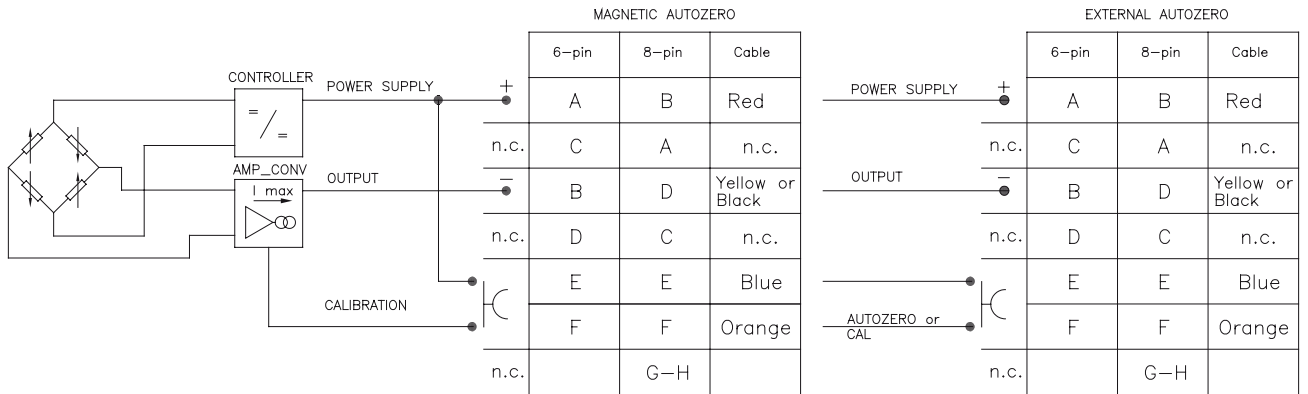 MAGNETIC AUTOZERO
6-pin 8-pin Cable
CONTROLLER
= / =
POWER SUPPLY + A B Red
n.c. C A n.c.
AMP_CONV
I max
OUTPUT - B D Yellow or
Black
n.c. D C n.c.
E E Blue
CALIBRATION F F Orange
n.c. G-H
EXTERNAL AUTOZERO
6-pin 8-pin Cable
POWER SUPPLY + A B Red
n.c. C A n.c.
OUTPUT - B D Yellow or
Black
n.c. D C n.c.
E E Blue
AUTOZERO or
CAL
F F Orange
n.c. G-H